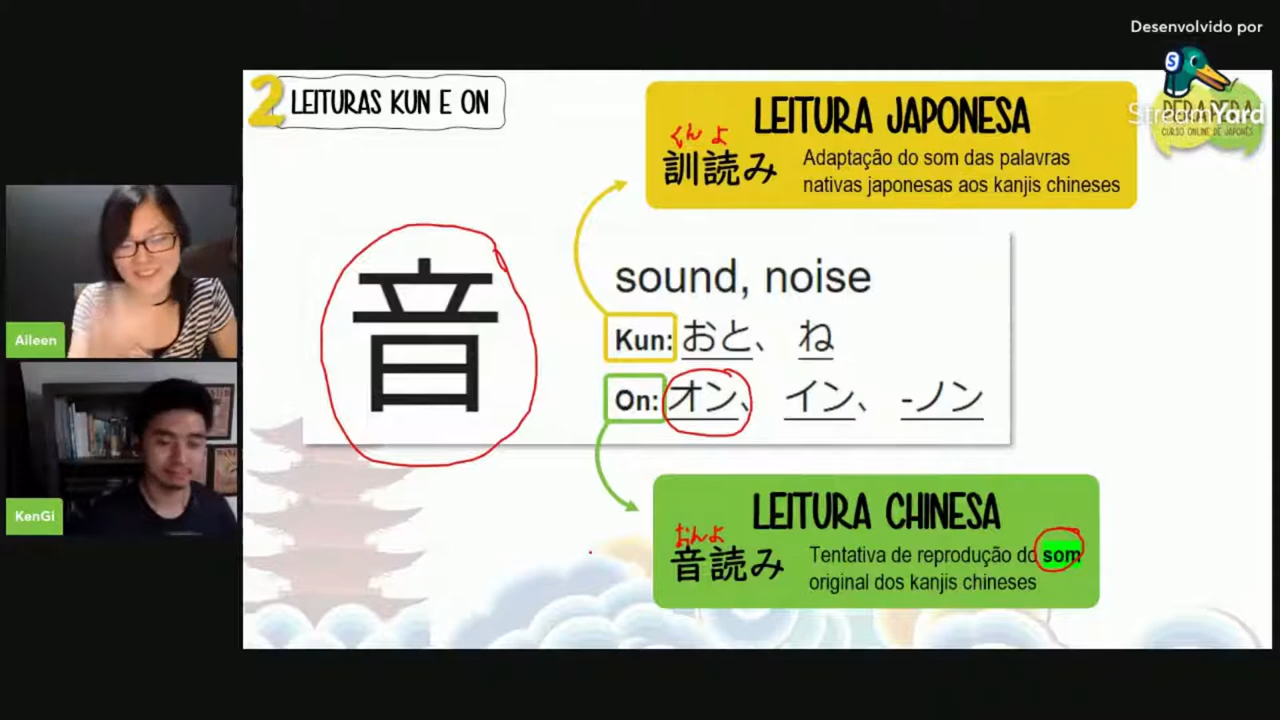 Desenvolvido por
StreamYard
PERA PERA
CURSO ONLINE DE JAPONÊS
2 LEITURAS KUN E ON
LEITURA JAPONESA
くん よ
訓読み
Adaptação do som das palavras
nativas japonesas aos kanjis chineses
音
sound, noise
Kun: おと、 ね
On: オン、 イン、 -ノン
LEITURA CHINESA
おんよ
音読み
Tentativa de reprodução do som
original dos kanjis chineses
Aileen
KenGi